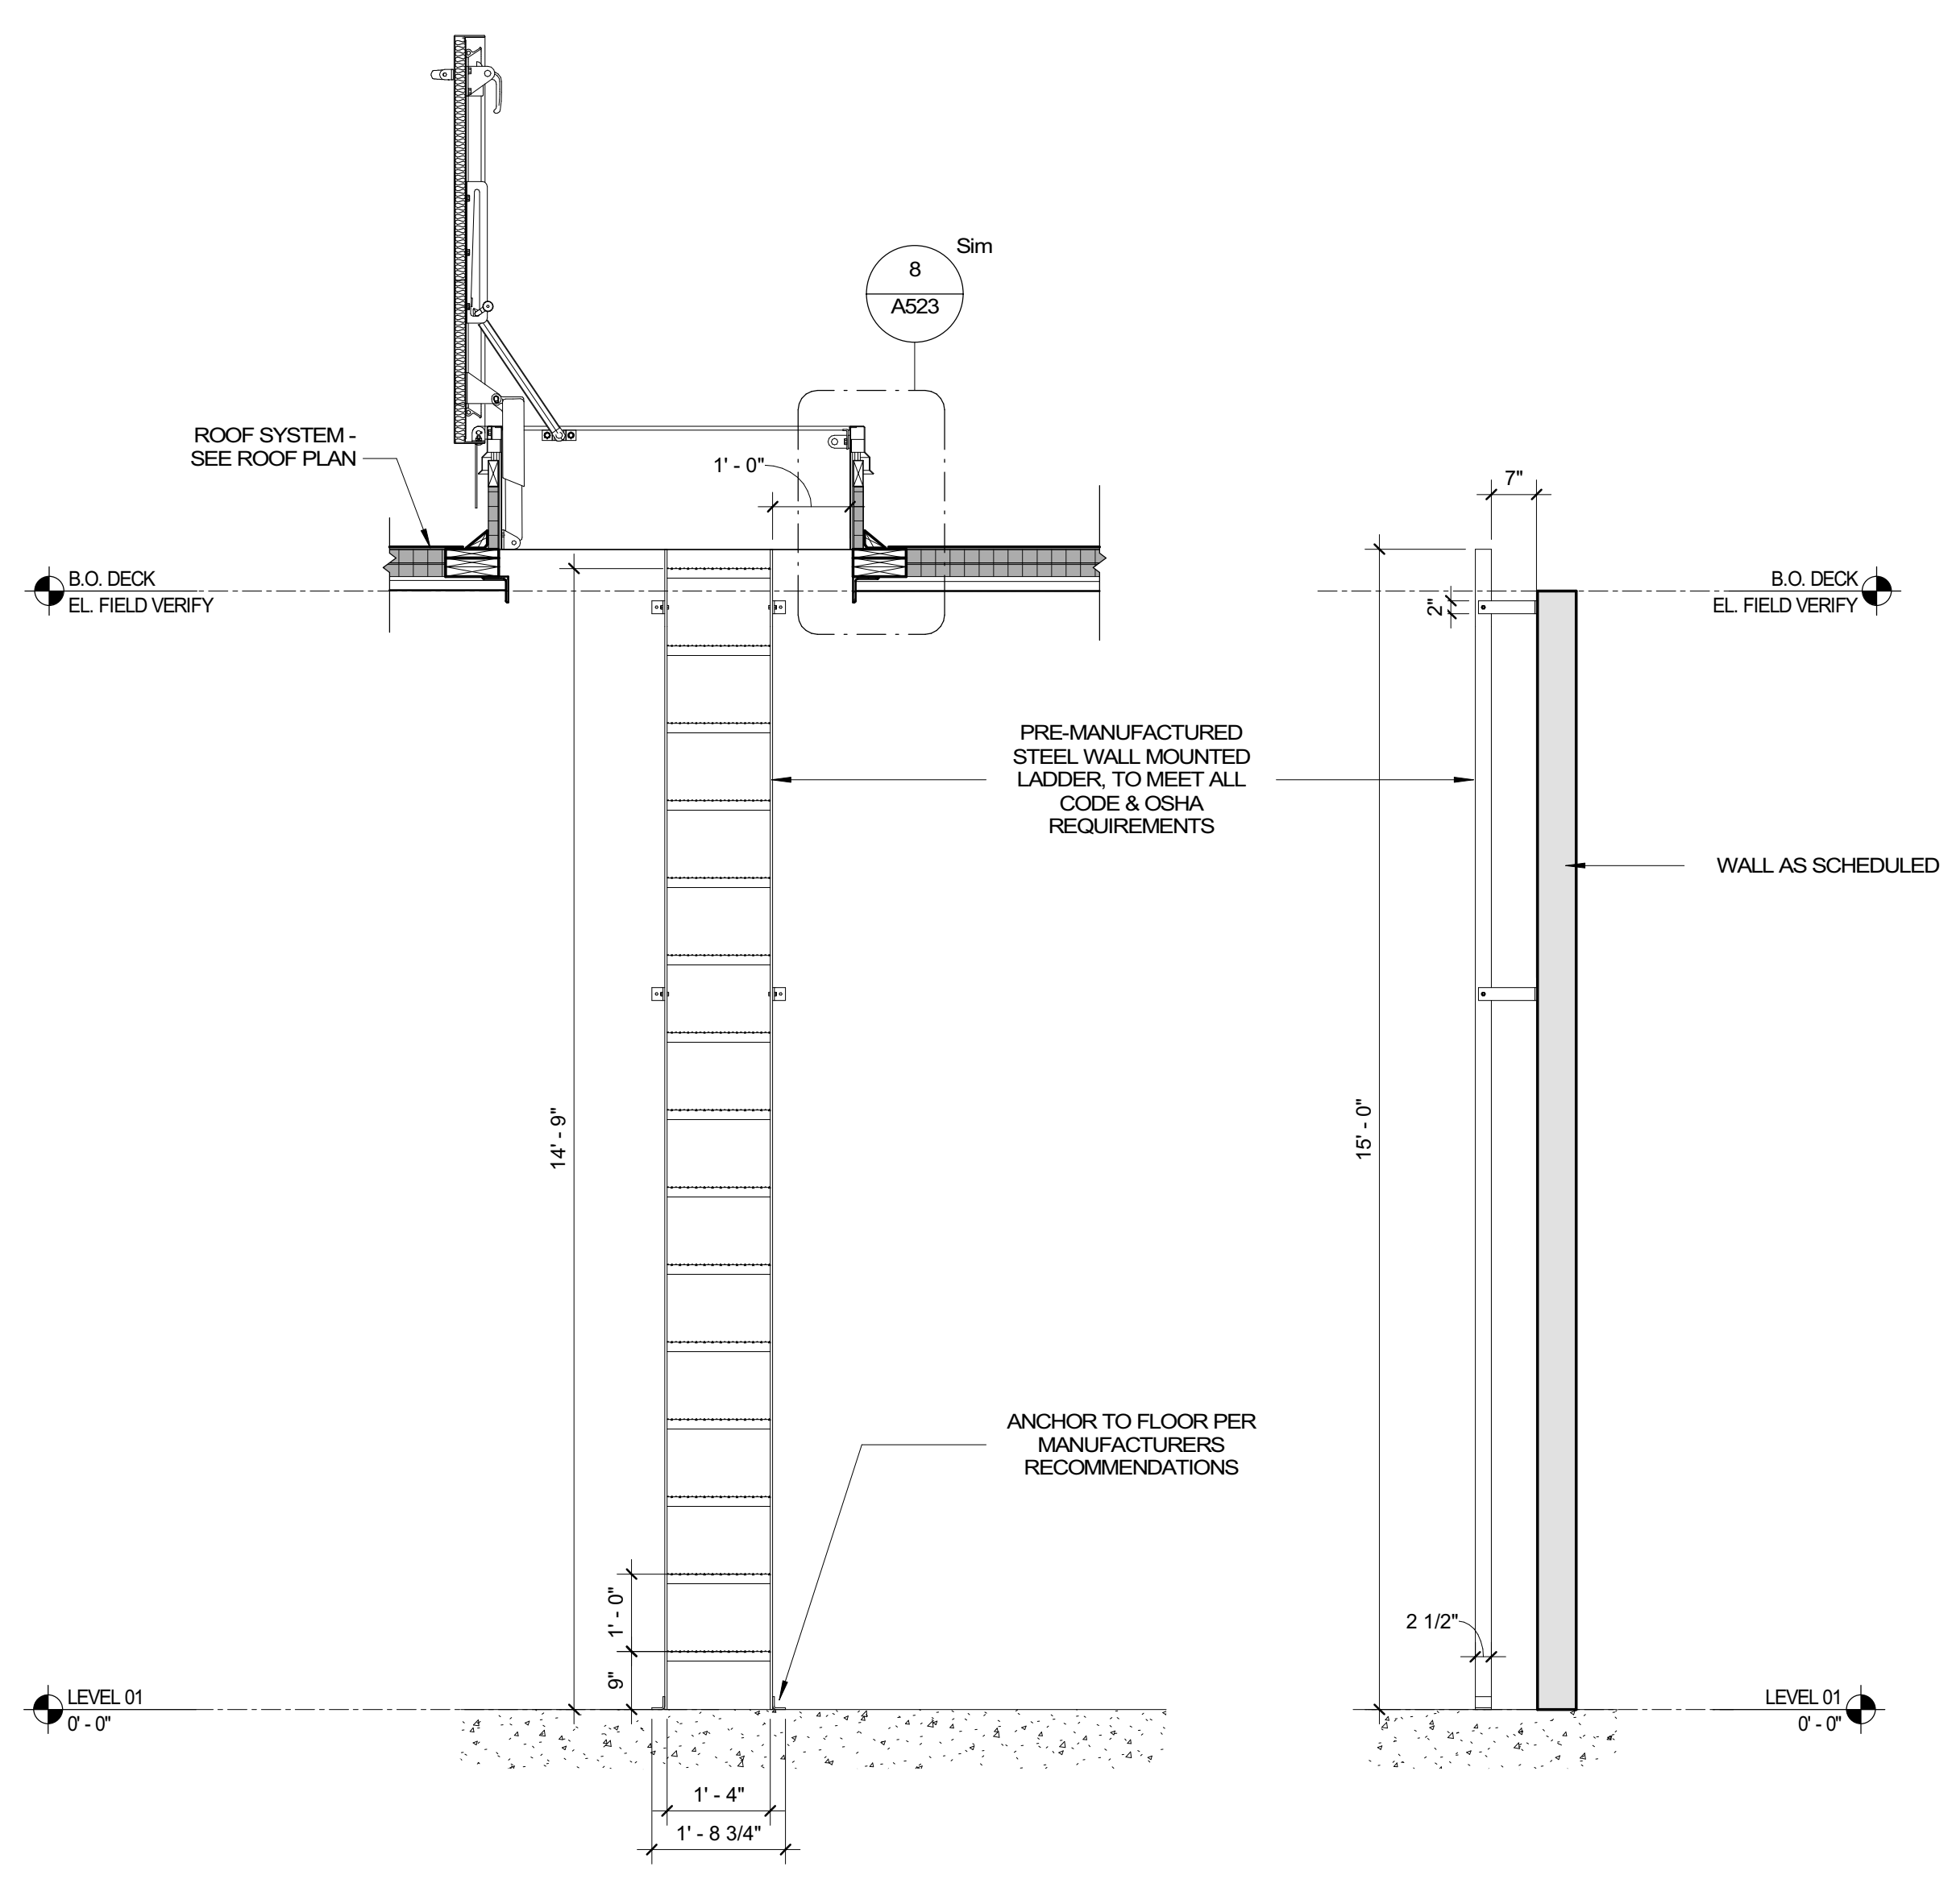 Sim
8
A523
ROOF SYSTEM -
SEE ROOF PLAN
1' - 0"
7"
B.O. DECK
EL. FIELD VERIFY
B.O. DECK
EL. FIELD VERIFY
2"
PRE-MANUFACTURED
STEEL WALL MOUNTED
LADDER, TO MEET ALL
CODE & OSHA
REQUIREMENTS
WALL AS SCHEDULED
14' - 9"
15' - 0"
ANCHOR TO FLOOR PER
MANUFACTURERS
RECOMMENDATIONS
1' - 0"
2 1/2"
9"
LEVEL 01
0' - 0"
LEVEL 01
0' - 0"
1' - 4"
1' - 8 3/4"